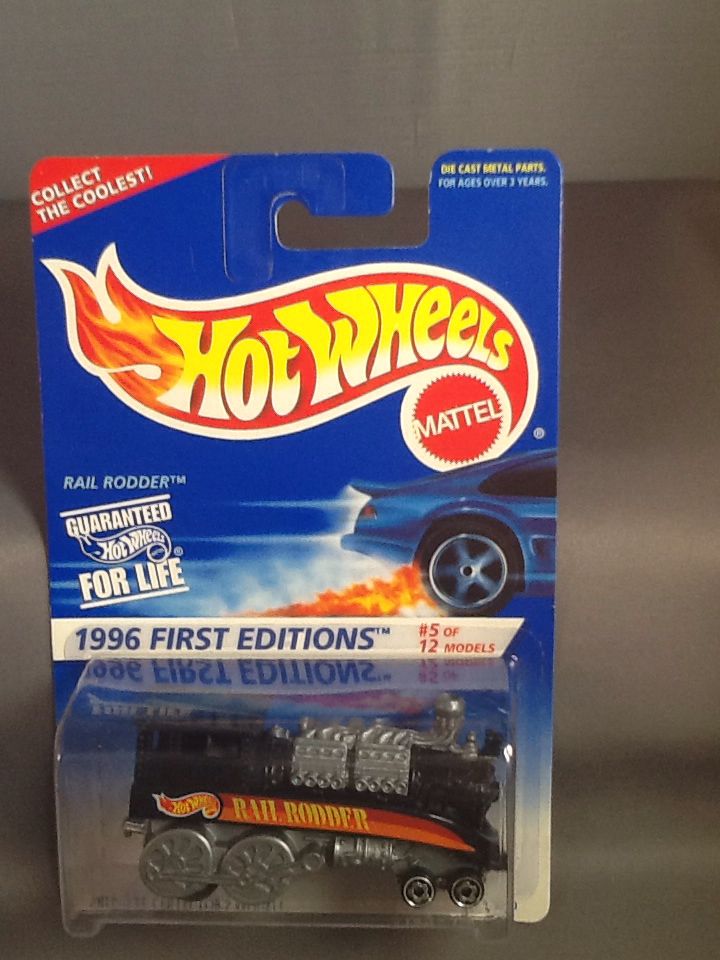 COLLECT
THE COOLEST!
DIE CAST METAL PARTS.
FOR AGES OVER 3 YEARS.
HOT WHEELS
MATTEL
®
RAIL RODDER™
GUARANTEED
HOT WHEELS
®
FOR LIFE
1996 FIRST EDITIONS™
#5 OF
12 MODELS
HOT WHEELS
RAIL RODDER